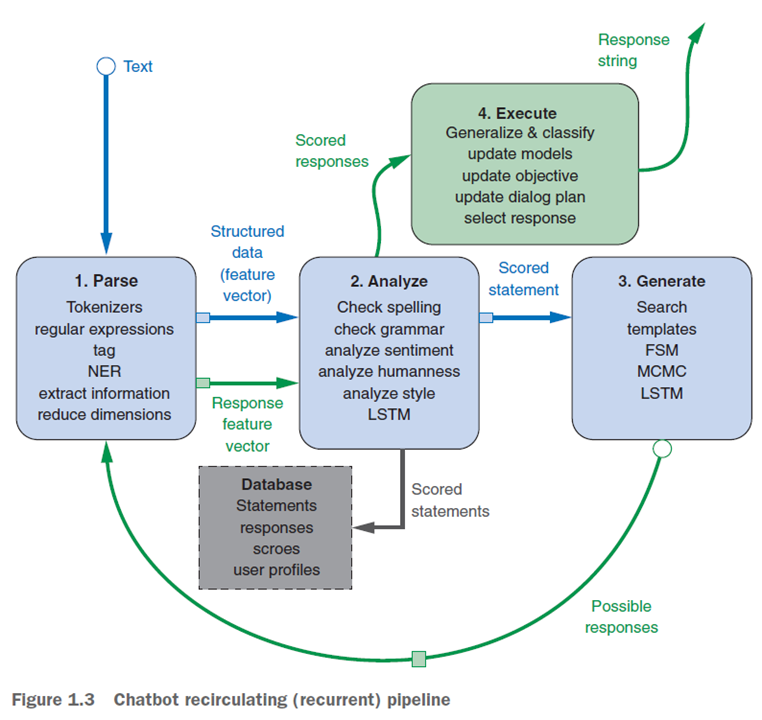 Text
Response
string
4. Execute
Generalize & classify
update models
update objective
update dialog plan
select response
Scored
responses
Structured
data
(feature
vector)
1. Parse
Tokenizers
regular expressions
tag
NER
extract information
reduce dimensions
Response
feature
vector
2. Analyze
Check spelling
check grammar
analyze sentiment
analyze humanness
analyze style
LSTM
Scored
statement
3. Generate
Search
templates
FSM
MCMC
LSTM
Database
Statements
responses
scroes
user profiles
Scored
statements
Possible
responses
Figure 1.3 Chatbot recirculating (recurrent) pipeline